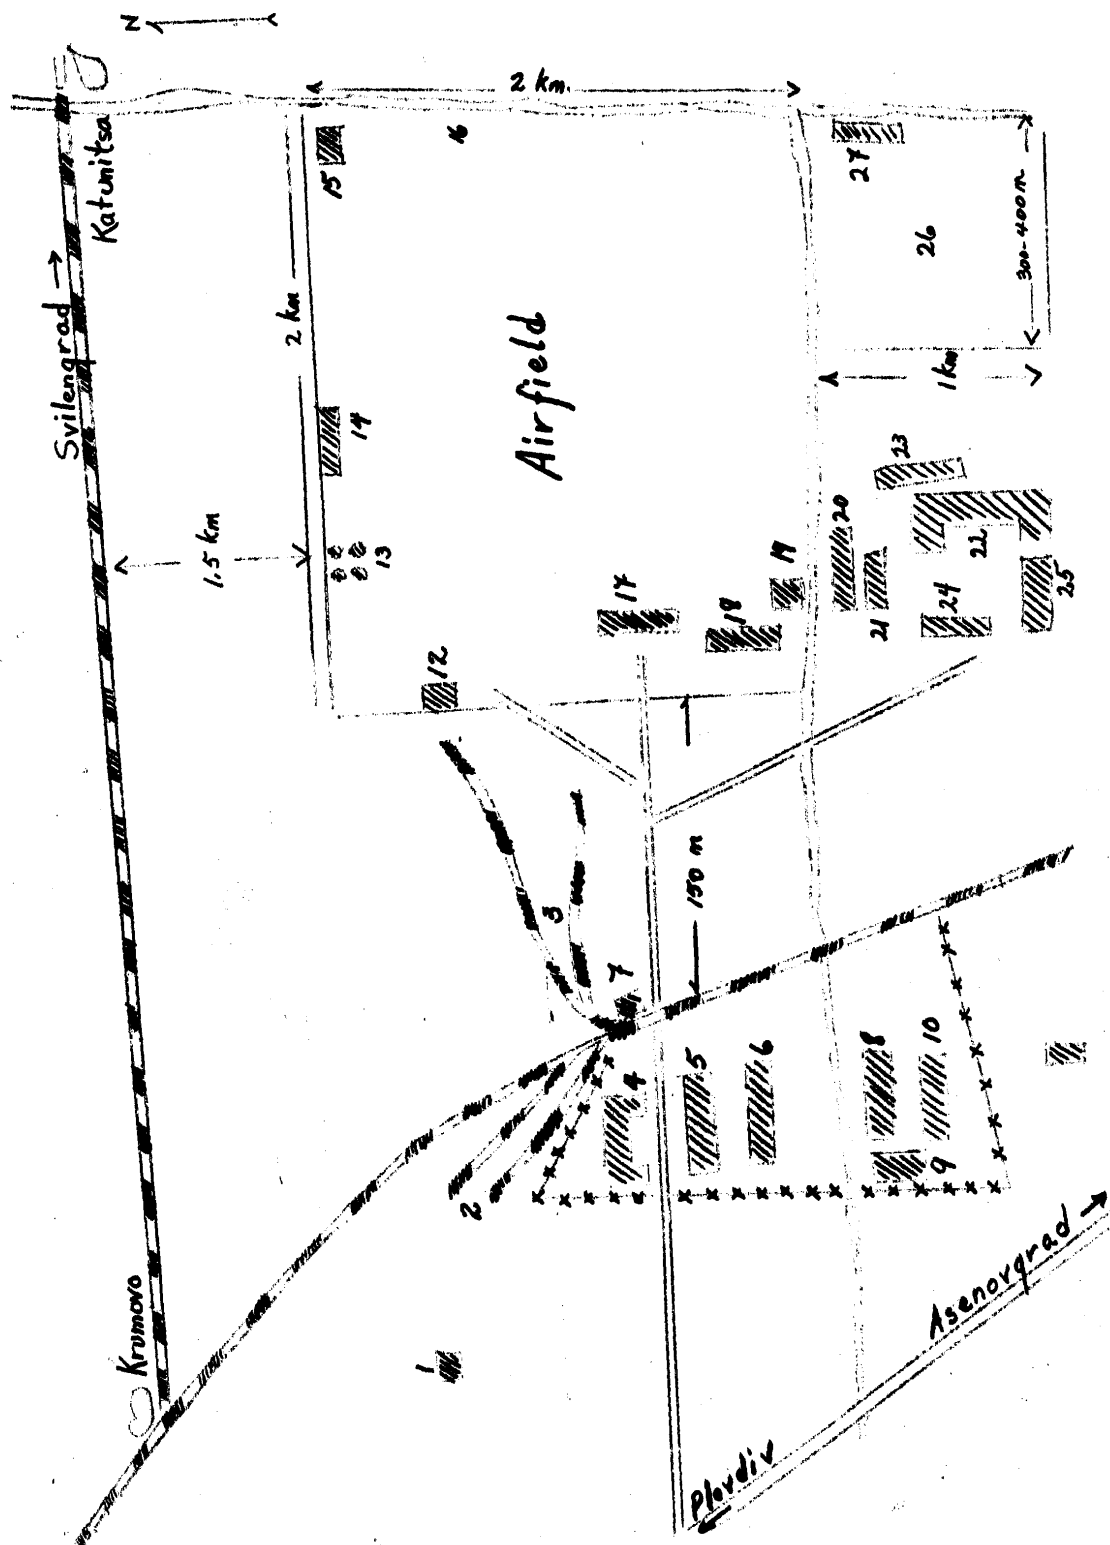 Krumovo
Svilengrad →
Katunitsa
N
1.5 km
2 km
1
2
3
12
13
14
15
16
2 km.
Airfield
Plovdiv
4
7
5
6
150 m
17
18
19
8
9
10
20
21
23
22
24
25
27
26
1 km
300-400 m
Asenovgrad